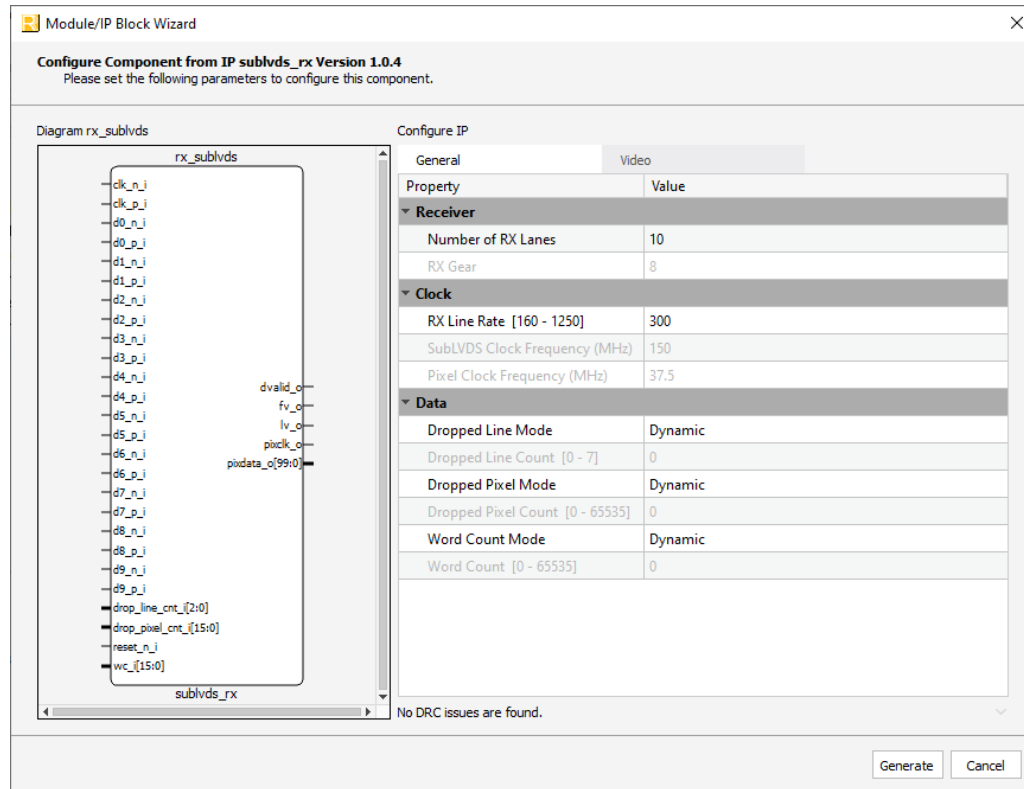 Module/IP Block Wizard
Configure Component from IP sublvds_rx Version 1.0.4
Please set the following parameters to configure this component.
Diagram rx_sublvds
rx_sublvds
clk_n_i
clk_p_i
d0_n_i
d0_p_i
d1_n_i
d1_p_i
d2_n_i
d2_p_i
d3_n_i
d3_p_i
d4_n_i
d4_p_i
d5_n_i
d5_p_i
d6_n_i
d6_p_i
d7_n_i
d7_p_i
d8_n_i
d8_p_i
d9_n_i
d9_p_i
drop_line_cnt_i[2:0]
drop_pixel_cnt_i[15:0]
reset_n_i
wc_i[15:0]
dvalid_o
fv_o
lv_o
pixclk_o
pixdata_o[99:0]
sublvds_rx
Configure IP
General Video
Property Value
Receiver
Number of RX Lanes 10
RX Gear 8
Clock
RX Line Rate [160 - 1250] 300
SubLVDS Clock Frequency (MHz) 150
Pixel Clock Frequency (MHz) 37.5
Data
Dropped Line Mode Dynamic
Dropped Line Count [0 - 7] 0
Dropped Pixel Mode Dynamic
Dropped Pixel Count [0 - 65535] 0
Word Count Mode Dynamic
Word Count [0 - 65535] 0
No DRC issues are found.
Generate Cancel